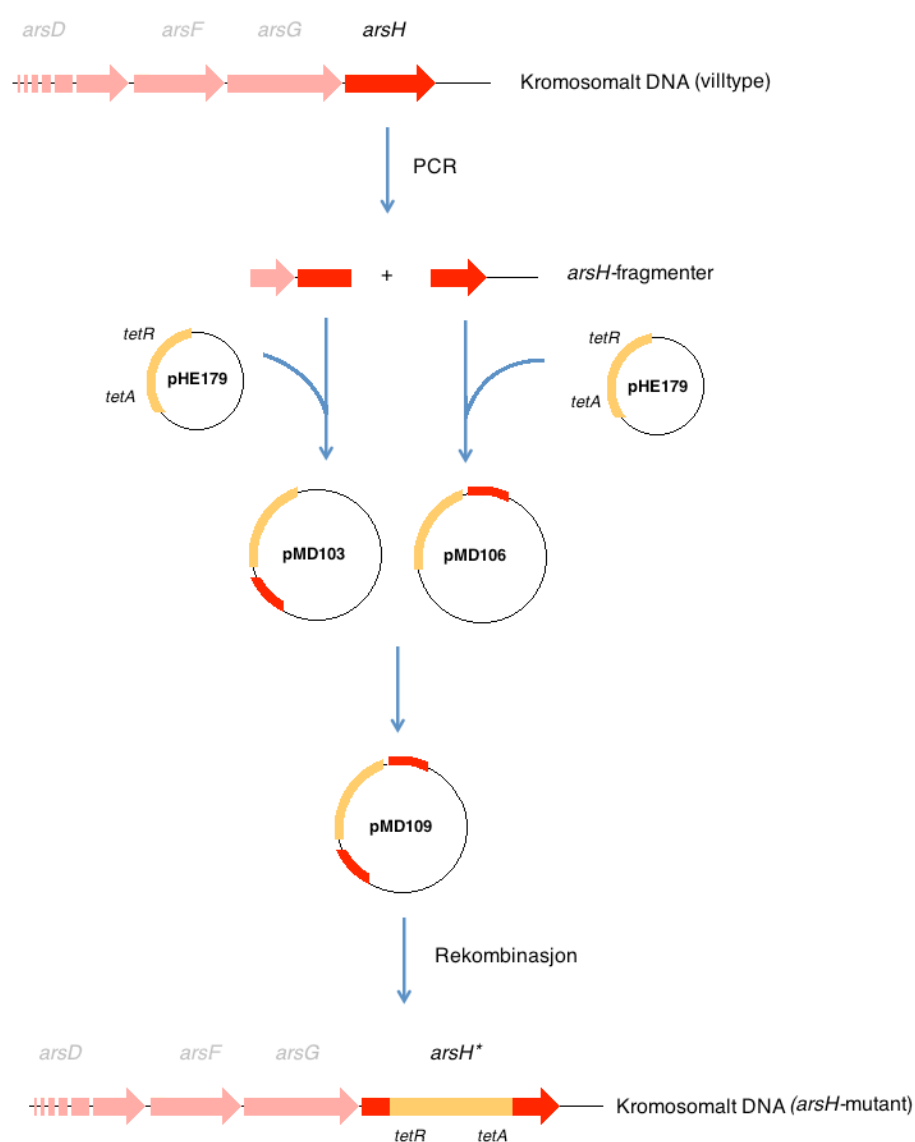 arsD arsF arsG arsH
Kromosomalt DNA (villtype)
PCR
+
arsH-fragmenter
tetR
pHE179
tetA
tetR
pHE179
tetA
pMD103
pMD106
pMD109
Rekombinasjon
arsD arsF arsG arsH*
Kromosomalt DNA (arsH-mutant)
tetR tetA